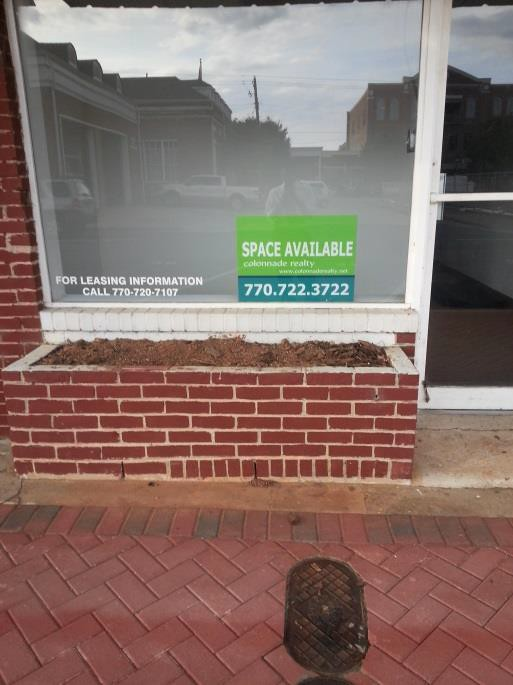 SPACE AVAILABLE
colonnade realty
www.colonnaderealty.net
770.722.3722
FOR LEASING INFORMATION
CALL 770-720-7107